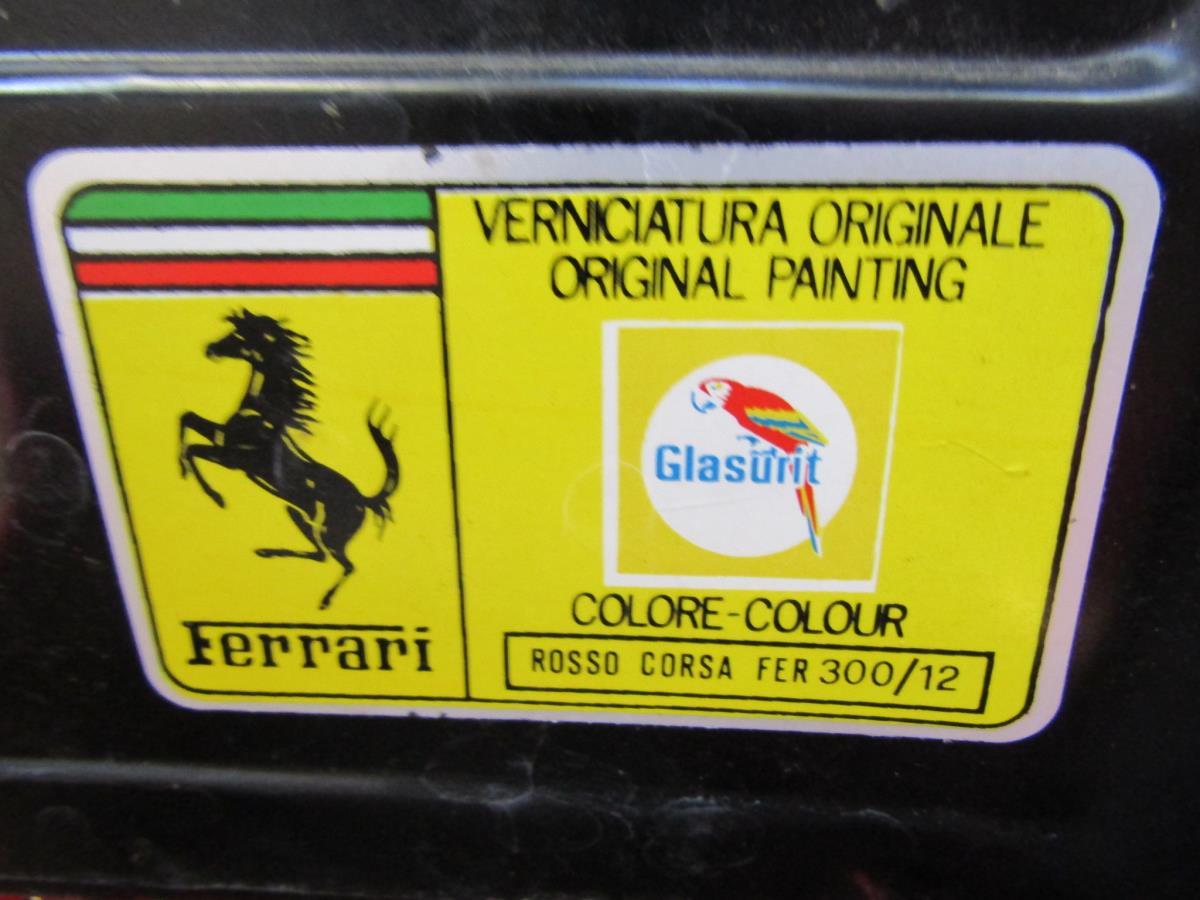 VERNICIATURA ORIGINALE
ORIGINAL PAINTING
Glasurit
COLORE-COLOUR
ROSSO CORSA FER 300/12
Ferrari